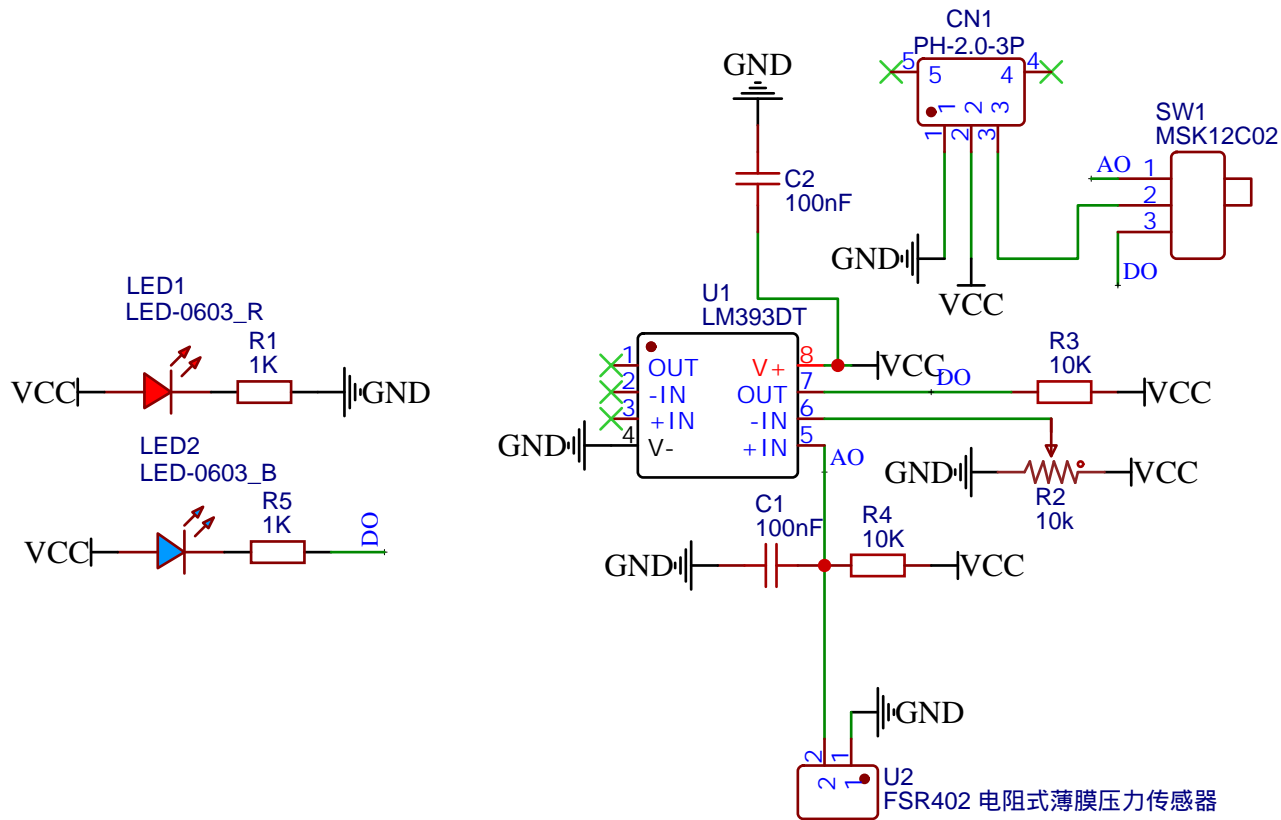 CN1
PH-2.0-3P
5
5
4
4
1
2
3
1
2
3
GND
VCC
SW1
MSK12C02
AO
1
2
3
DO
GND
C2
100nF
LED1
LED-0603_R
R1
1K
VCC
GND
LED2
LED-0603_B
R5
1K
VCC
DO
U1
LM393DT
1
OUT
2
-IN
3
+IN
4
V-
8
V+
7
OUT
6
-IN
5
+IN
GND
VCC
DO
R3
10K
VCC
GND
R2
10k
VCC
AO
C1
100nF
GND
R4
10K
VCC
GND
2
1
2
1
U2
FSR402 电阻式薄膜压力传感器